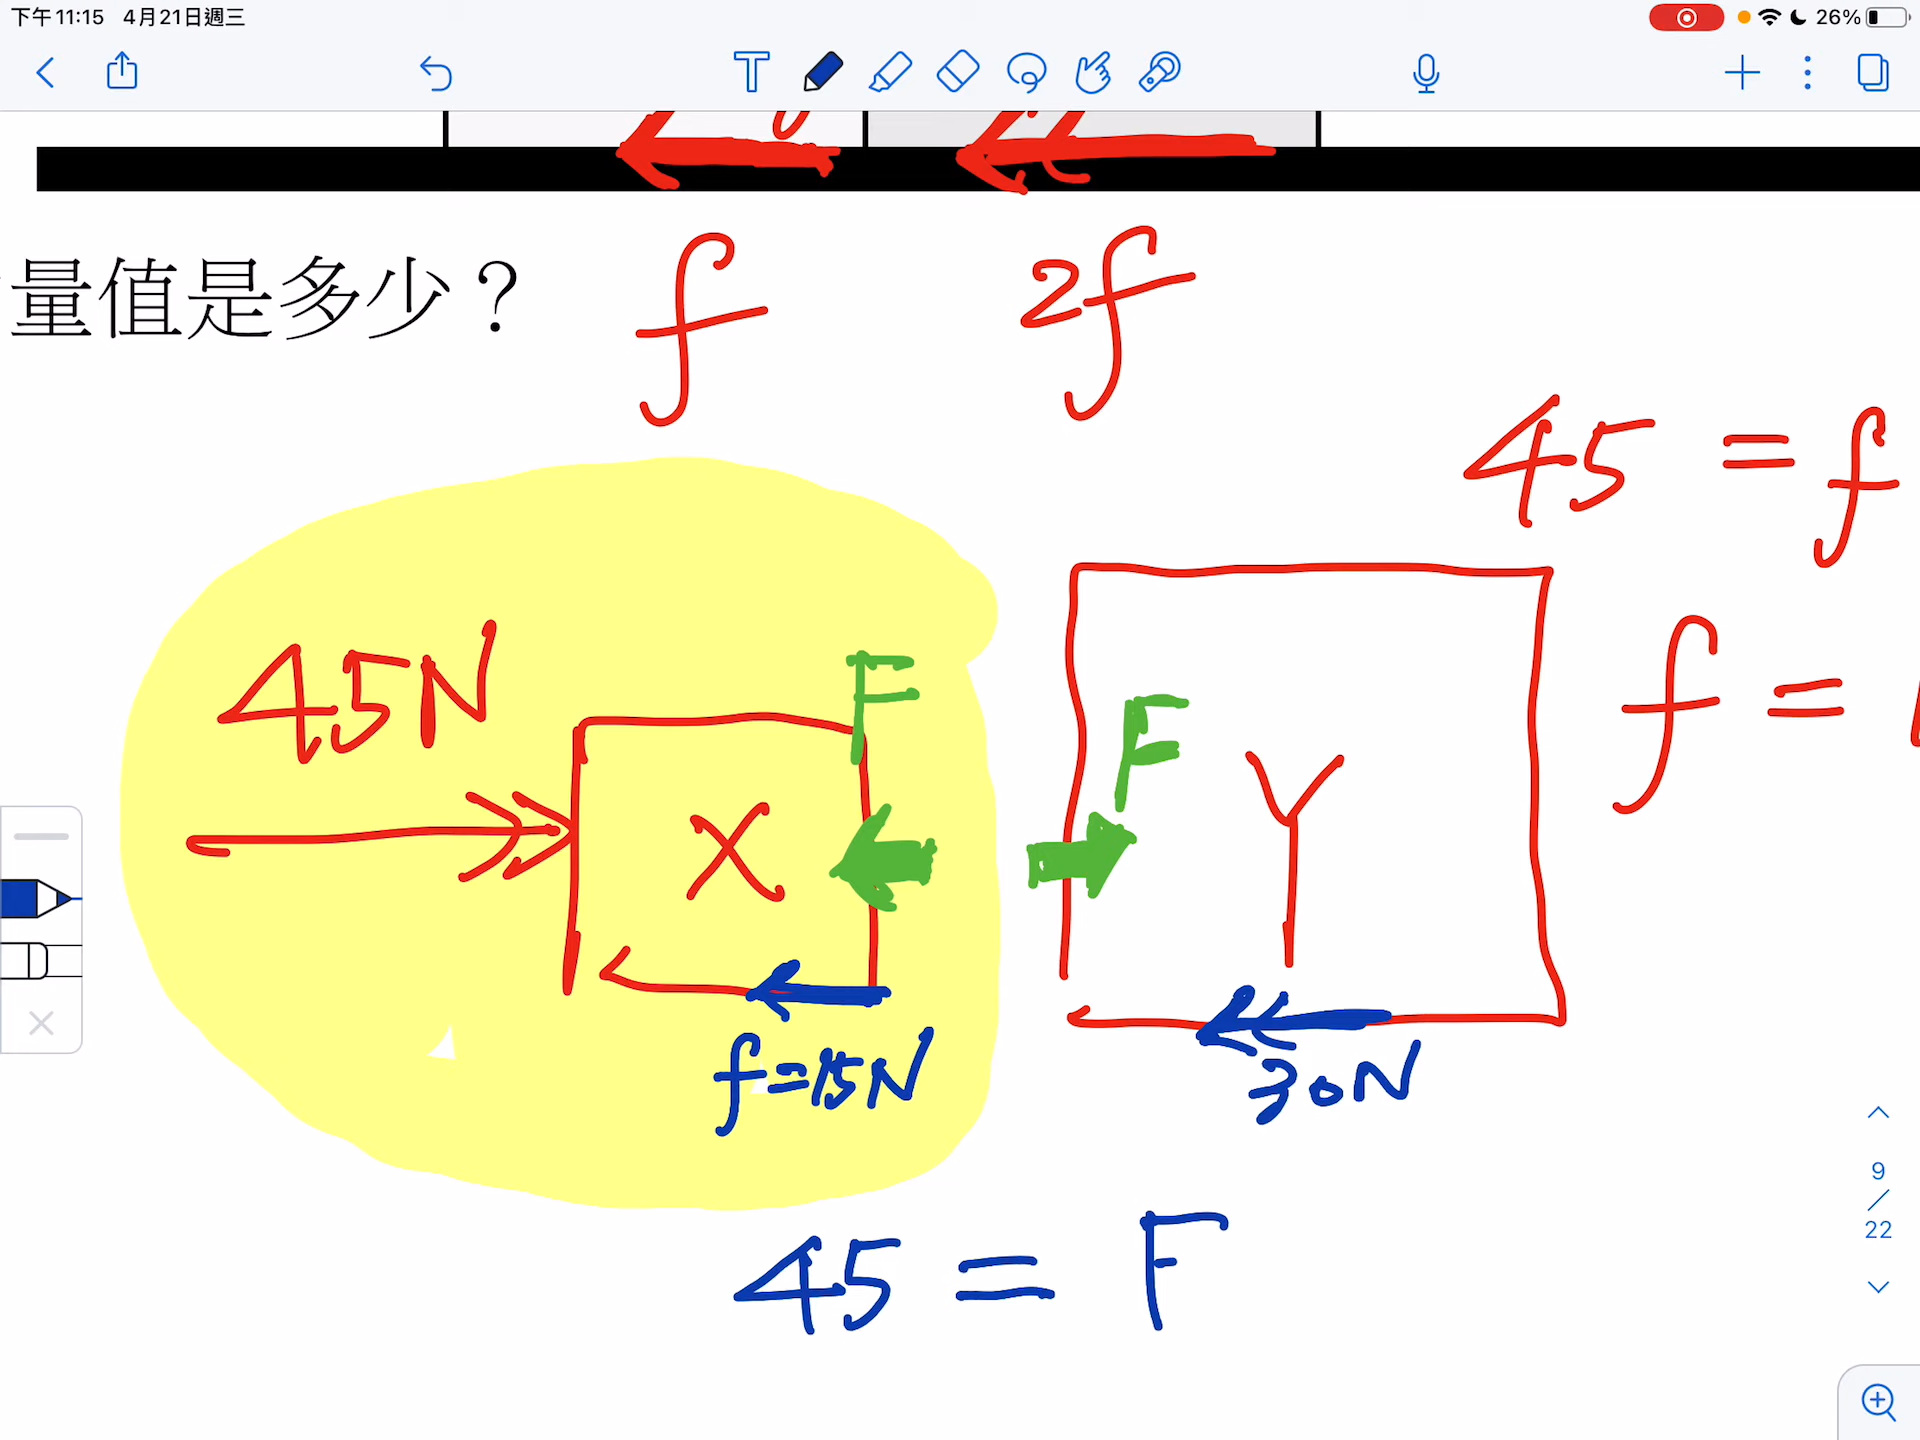 下午11:15 4月21日週三 26%
T
量值是多少？ f 2f
45 = f
45N F F f =
X Y
f=15N 30N
9
/
22
45 = F